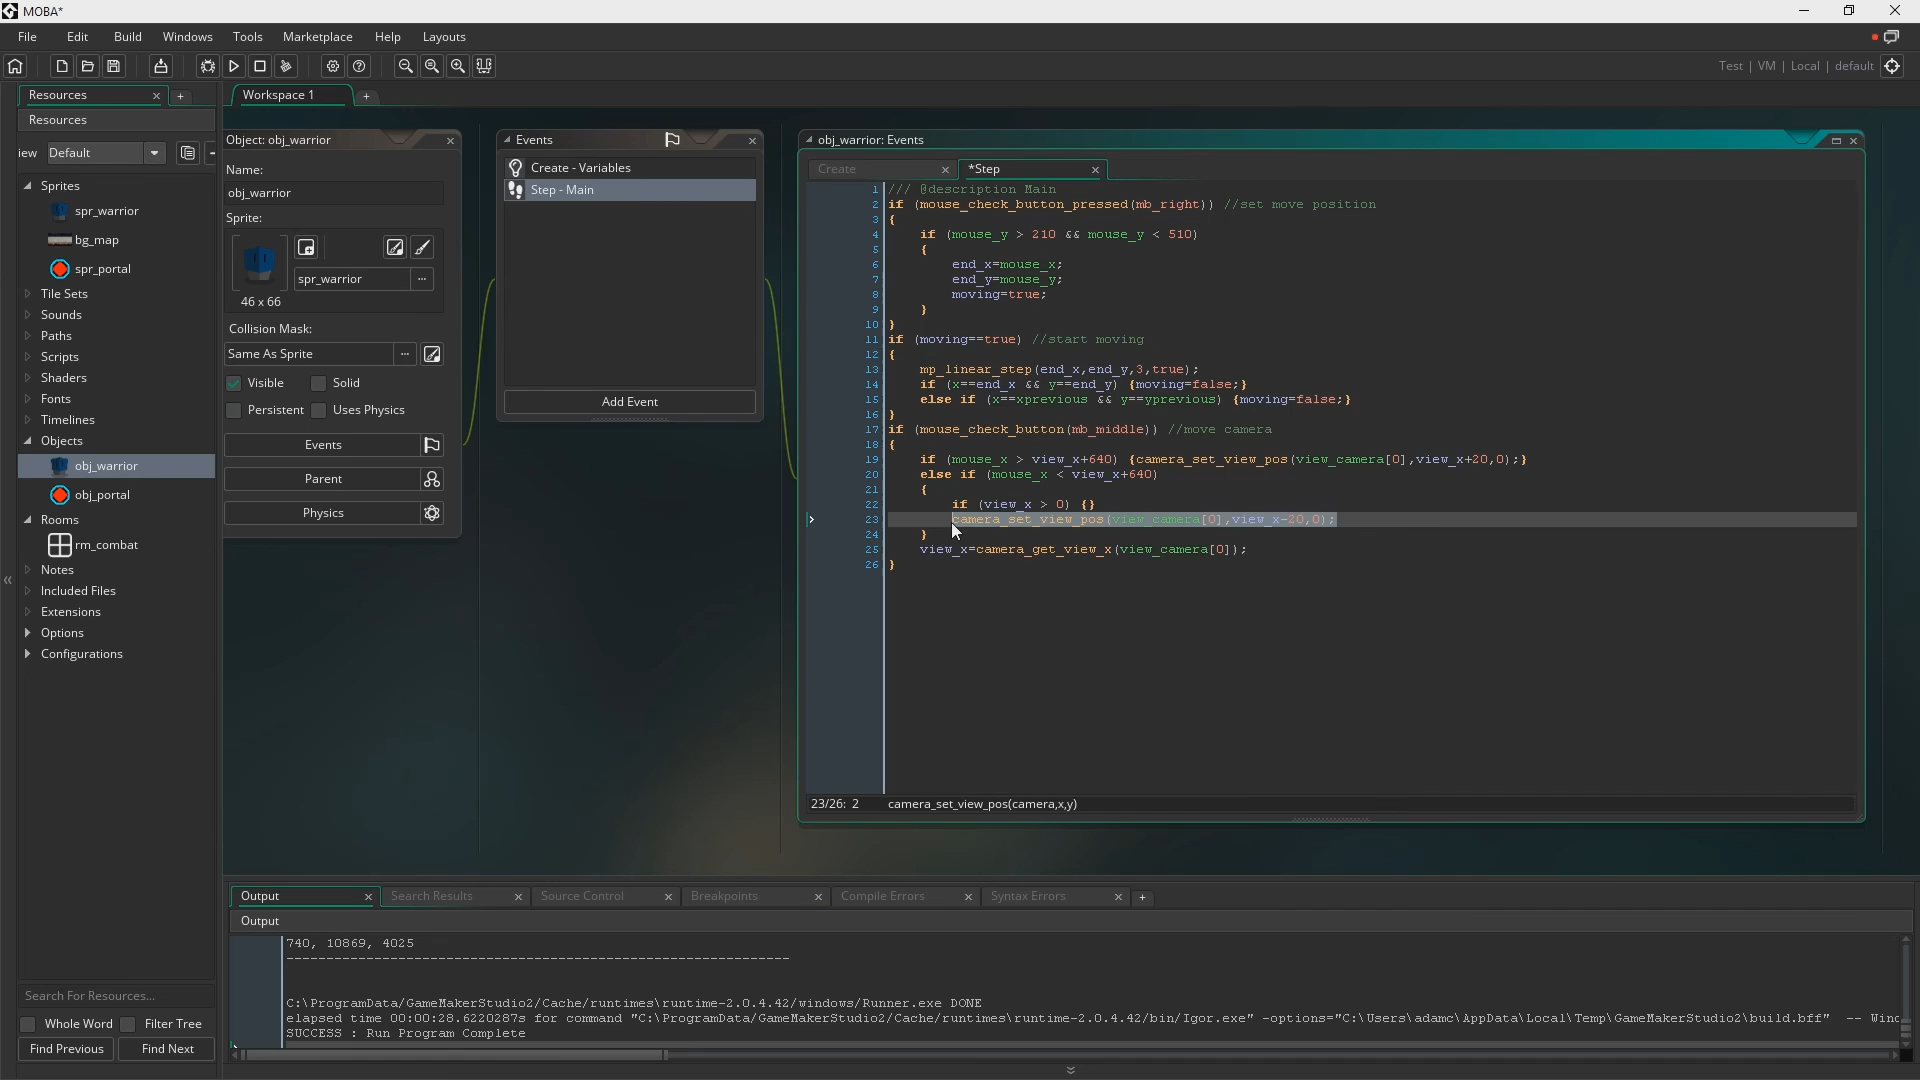 MOBA*
File Edit Build Windows Tools Marketplace Help Layouts
Test | VM | Local | default
Resources
Workspace 1
Resources
iew Default
Sprites
spr_warrior
bg_map
spr_portal
Tile Sets
Sounds
Paths
Scripts
Shaders
Fonts
Timelines
Objects
obj_warrior
obj_portal
Rooms
rm_combat
Notes
Included Files
Extensions
Options
Configurations
Search For Resources...
Whole Word Filter Tree
Find Previous Find Next
Object: obj_warrior
Name:
obj_warrior
Sprite:
spr_warrior
46 x 66
Collision Mask:
Same As Sprite
Visible Solid
Persistent Uses Physics
Events
Parent
Physics
Events
Create - Variables
Step - Main
Add Event
obj_warrior: Events
Create *Step
1 /// @description Main
2 if (mouse_check_button_pressed(mb_right)) //set move position
3 {
4 if (mouse_y > 210 && mouse_y < 510)
5 {
6 end_x=mouse_x;
7 end_y=mouse_y;
8 moving=true;
9 }
10 }
11 if (moving==true) //start moving
12 {
13 mp_linear_step(end_x,end_y,3,true);
14 if (x==end_x && y==end_y) {moving=false;}
15 else if (x==xprevious && y==yprevious) {moving=false;}
16 }
17 if (mouse_check_button(mb_middle)) //move camera
18 {
19 if (mouse_x > view_x+640) {camera_set_view_pos(view_camera[0],view_x+20,0);}
20 else if (mouse_x < view_x+640)
21 {
22 if (view_x > 0) {}
23 camera_set_view_pos(view_camera[0],view_x-20,0);
24 }
25 view_x=camera_get_view_x(view_camera[0]);
26 }
23/26: 2 camera_set_view_pos(camera,x,y)
Output Search Results Source Control Breakpoints Compile Errors Syntax Errors
Output
740, 10869, 4025
---------------------------------------------------------------
C:\ProgramData/GameMakerStudio2/Cache/runtimes\runtime-2.0.4.42/windows/Runner.exe DONE
elapsed time 00:00:28.6220287s for command "C:\ProgramData/GameMakerStudio2/Cache/runtimes\runtime-2.0.4.42/bin/Igor.exe" -options="C:\Users\adamc\AppData\Local\Temp\GameMakerStudio2\build.bff" -- Winc
SUCCESS : Run Program Complete